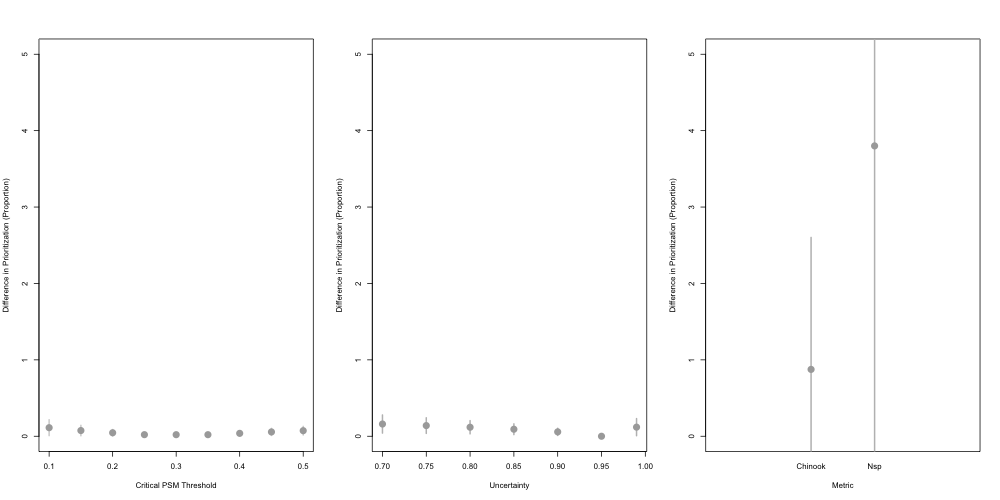 Difference in Prioritization (Proportion)
5
4
3
2
1
0
0.1 0.2 0.3 0.4 0.5
Critical PSM Threshold
Difference in Prioritization (Proportion)
5
4
3
2
1
0
0.70 0.75 0.80 0.85 0.90 0.95 1.00
Uncertainty
Difference in Prioritization (Proportion)
5
4
3
2
1
0
Chinook Nsp
Metric